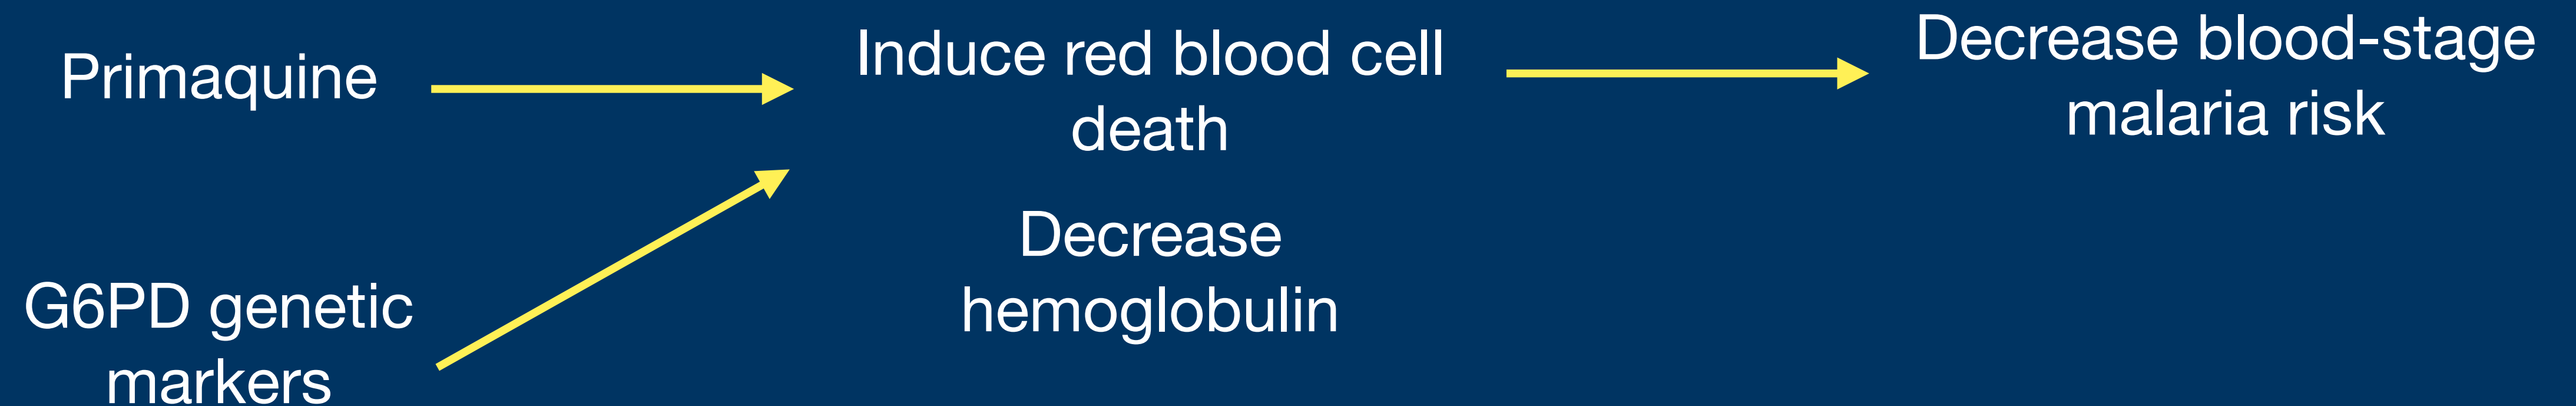 Primaquine
Induce red blood cell
death
Decrease
hemoglobulin
Decrease blood-stage
malaria risk
G6PD genetic
markers